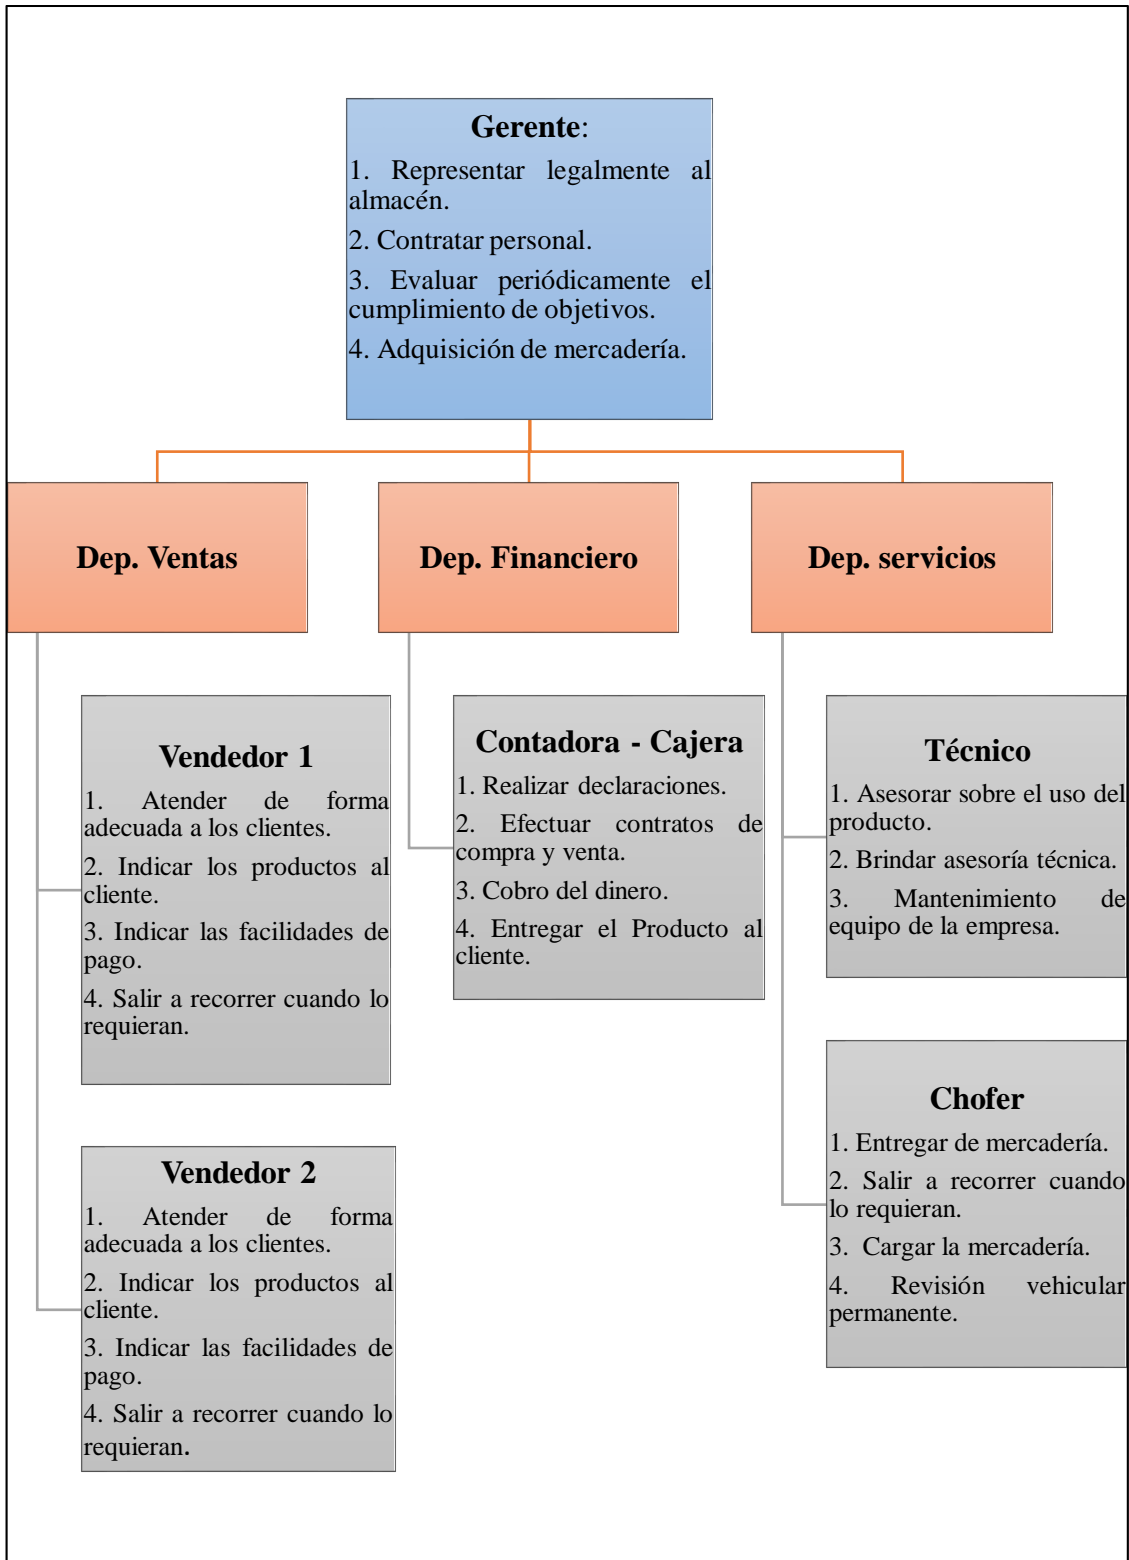 Gerente:
1. Representar legalmente al
almacén.
2. Contratar personal.
3. Evaluar periódicamente el
cumplimiento de objetivos.
4. Adquisición de mercadería.
Dep. Ventas
Dep. Financiero
Dep. servicios
Vendedor 1
1. Atender de forma
adecuada a los clientes.
2. Indicar los productos al
cliente.
3. Indicar las facilidades de
pago.
4. Salir a recorrer cuando lo
requieran.
Vendedor 2
1. Atender de forma
adecuada a los clientes.
2. Indicar los productos al
cliente.
3. Indicar las facilidades de
pago.
4. Salir a recorrer cuando lo
requieran.
Contadora - Cajera
1. Realizar declaraciones.
2. Efectuar contratos de
compra y venta.
3. Cobro del dinero.
4. Entregar el Producto al
cliente.
Técnico
1. Asesorar sobre el uso del
producto.
2. Brindar asesoría técnica.
3. Mantenimiento de
equipo de la empresa.
Chofer
1. Entregar de mercadería.
2. Salir a recorrer cuando
lo requieran.
3. Cargar la mercadería.
4. Revisión vehicular
permanente.